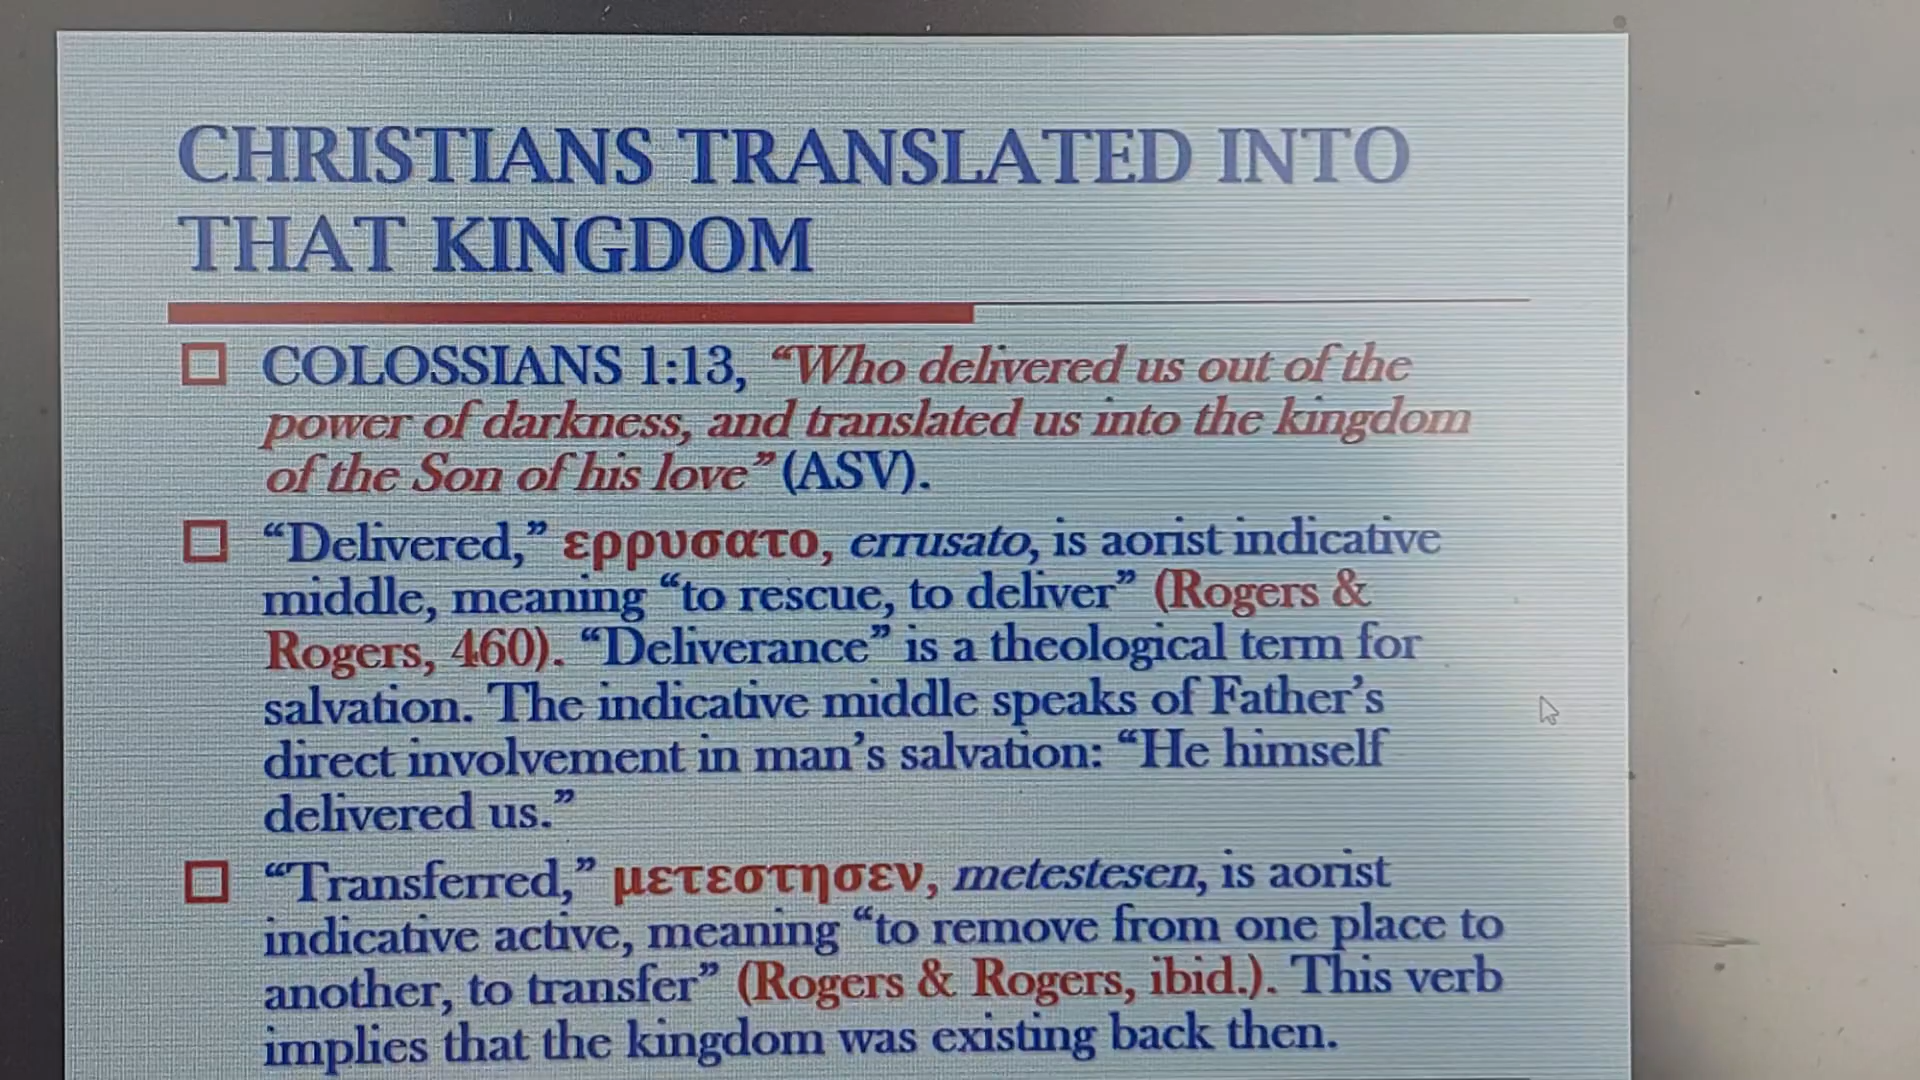 CHRISTIANS TRANSLATED INTO
THAT KINGDOM
COLOSSIANS 1:13, “Who delivered us out of the
power of darkness, and translated us into the kingdom
of the Son of his love” (ASV).
“Delivered,” ερρυσατο, errusato, is aorist indicative
middle, meaning “to rescue, to deliver” (Rogers &
Rogers, 460). “Deliverance” is a theological term for
salvation. The indicative middle speaks of Father’s
direct involvement in man’s salvation: “He himself
delivered us.”
“Transferred,” μετεστησεν, metestesen, is aorist
indicative active, meaning “to remove from one place to
another, to transfer” (Rogers & Rogers, ibid.). This verb
implies that the kingdom was existing back then.